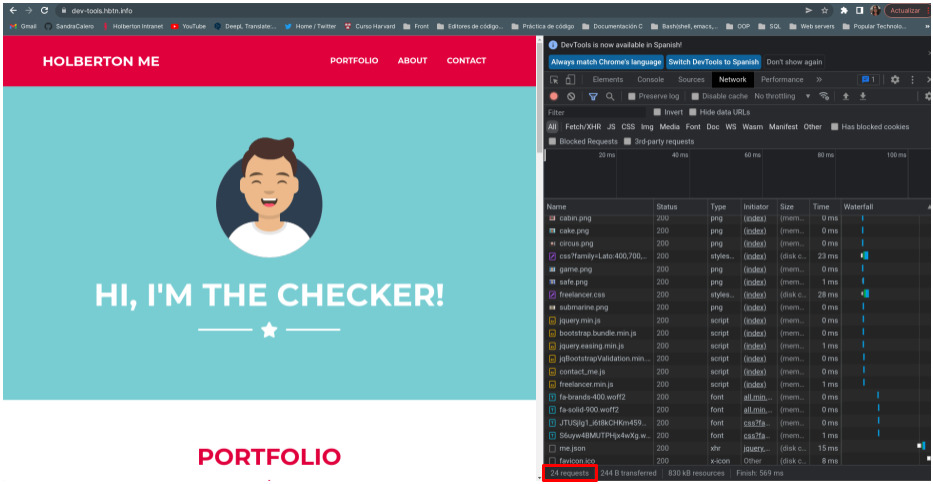 dev-tools.hbtn.info
Actualizar
Gmail SandraCalero Holberton Intranet YouTube DeepL Translate:... Home / Twitter Curso Harvard Front Editores de código... Práctica de código Documentación C Bash(shell, emacs,... OOP SQL Web servers Popular Technolo...
HOLBERTON ME
PORTFOLIO ABOUT CONTACT
HI, I'M THE CHECKER!
PORTFOLIO
DevTools is now available in Spanish!
Always match Chrome's language Switch DevTools to Spanish Don't show again
Elements Console Sources Network Performance » 1
Preserve log Disable cache No throttling
Filter Invert Hide data URLs
All Fetch/XHR JS CSS Img Media Font Doc WS Wasm Manifest Other Has blocked cookies
Blocked Requests 3rd-party requests
20 ms 40 ms 60 ms 80 ms 100 ms
Name Status Type Initiator Size Time Waterfall
cabin.png 200 png (index) (mem... 0 ms
cake.png 200 png (index) (mem... 0 ms
circus.png 200 png (index) (mem... 0 ms
css?family=Lato:400,700,... 200 styles... (index) (disk c... 23 ms
game.png 200 png (index) (mem... 0 ms
safe.png 200 png (index) (mem... 1 ms
freelancer.css 200 styles... (index) (disk c... 28 ms
submarine.png 200 png (index) (mem... 0 ms
jquery.min.js 200 script (index) (mem... 0 ms
bootstrap.bundle.min.js 200 script (index) (mem... 0 ms
jquery.easing.min.js 200 script (index) (mem... 1 ms
jqBootstrapValidation.min... 200 script (index) (mem... 0 ms
contact_me.js 200 script (index) (mem... 0 ms
freelancer.min.js 200 script (index) (mem... 1 ms
fa-brands-400.woff2 200 font all.min,... (mem... 0 ms
fa-solid-900.woff2 200 font all.min,... (mem... 0 ms
200 font css?fa... (mem... 0 ms
S6uyw4BMUTPHjx4wXg.w... 200 font css?fa... (mem... 1 ms
me.json 200 xhr jquery,... (disk c... 15 ms
favicon.ico 200 x-icon Other (disk c... 8 ms
24 requests 244 B transferred 830 kB resources Finish: 569 ms